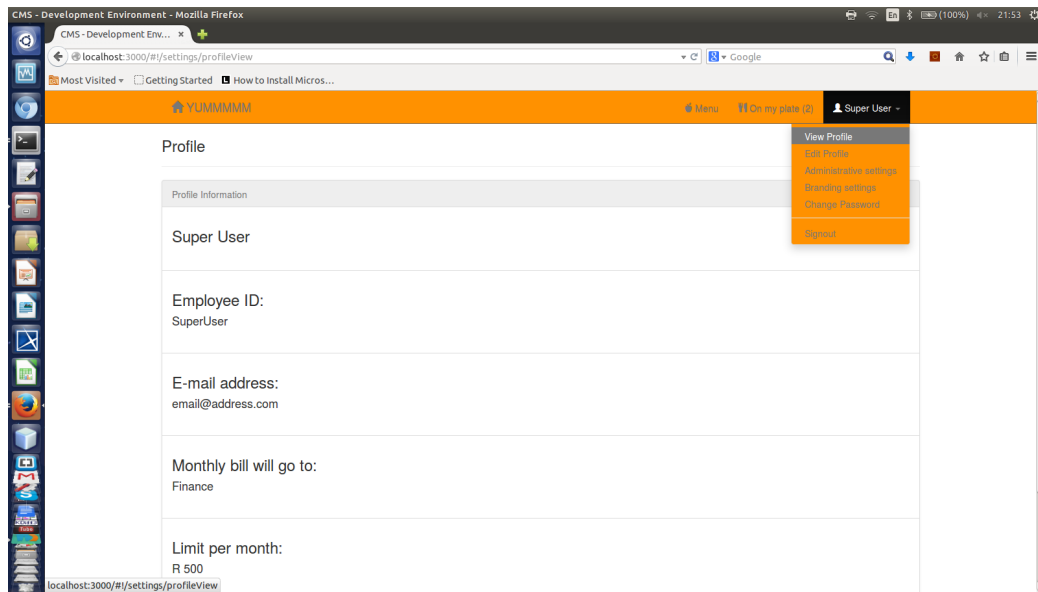 CMS - Development Environment - Mozilla Firefox
En (100%) 21:53
CMS - Development Env... ×
localhost:3000/#!/settings/profileView
Google
Most Visited Getting Started How to Install Micros...
YUMMMMM Menu On my plate (2) Super User
View Profile
Edit Profile
Administrative settings
Branding settings
Change Password
Signout
Profile
Profile Information
Super User
Employee ID:
SuperUser
E-mail address:
email@address.com
Monthly bill will go to:
Finance
Limit per month:
R 500
localhost:3000/#!/settings/profileView